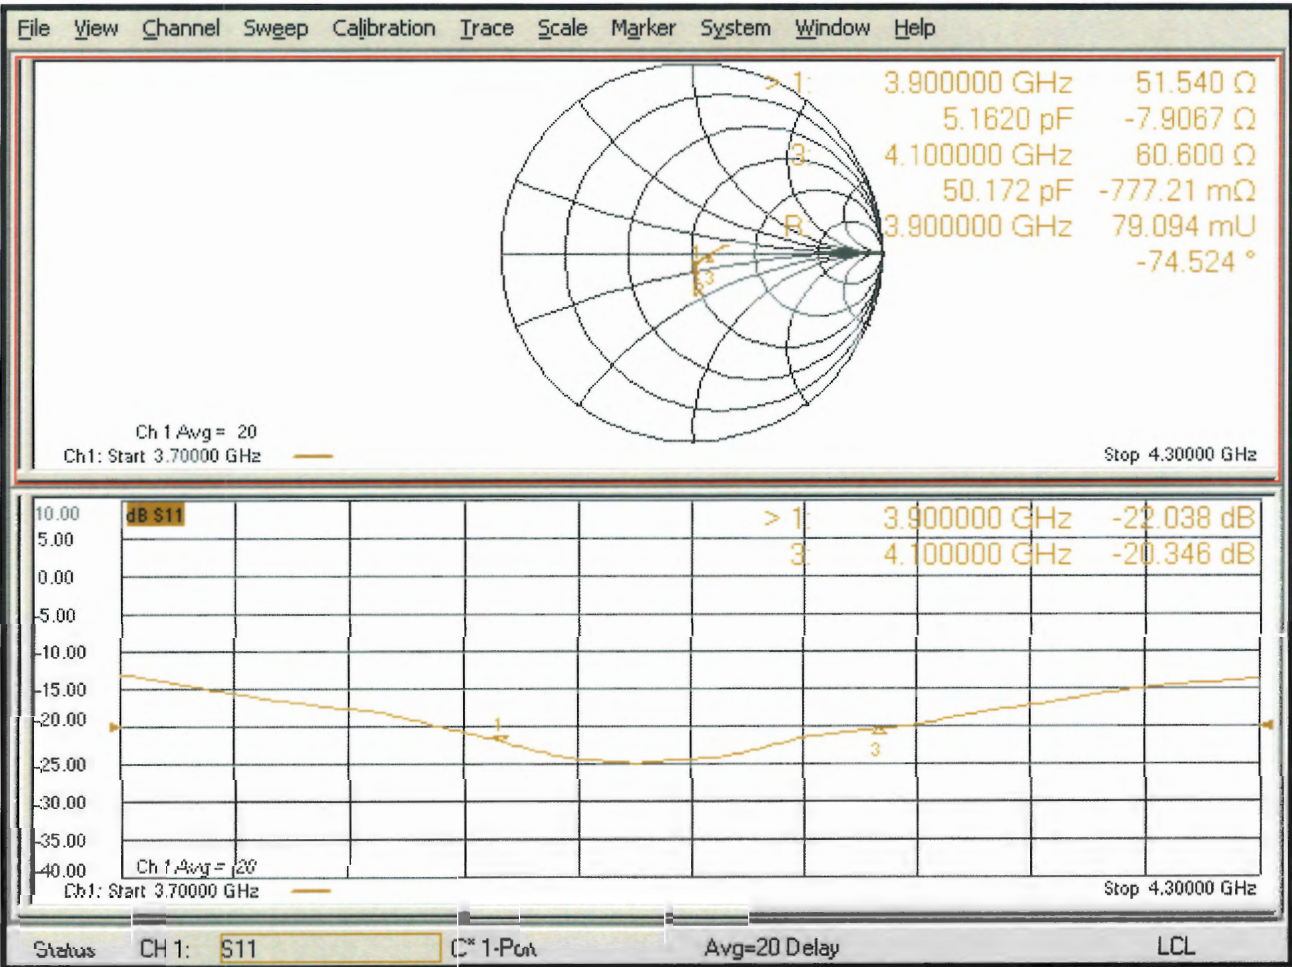 File View Channel Sweep Calibration Trace Scale Marker System Window Help
> 1: 3.900000 GHz 51.540 Ω
5.1620 pF -7.9067 Ω
3: 4.100000 GHz 60.600 Ω
50.172 pF -777.21 mΩ
R: 3.900000 GHz 79.094 mU
-74.524 °
1
3
Ch 1 Avg = 20
Ch1: Start 3.70000 GHz
Stop 4.30000 GHz
10.00 dB S11
> 1: 3.900000 GHz -22.038 dB
5.00
3: 4.100000 GHz -20.346 dB
0.00
-5.00
-10.00
-15.00
-20.00
1
3
-25.00
-30.00
-35.00
-40.00
Ch 1 Avg = 20
Ch1: Start 3.70000 GHz
Stop 4.30000 GHz
Status CH 1: S11 C* 1-Port Avg=20 Delay LCL